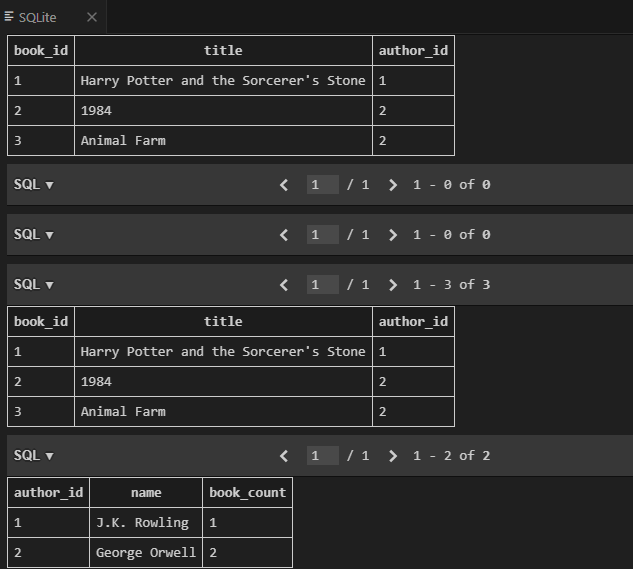 SQLite
book_id title author_id
1 Harry Potter and the Sorcerer's Stone 1
2 1984 2
3 Animal Farm 2
SQL 1 / 1 1 - 0 of 0
SQL 1 / 1 1 - 0 of 0
SQL 1 / 1 1 - 3 of 3
book_id title author_id
1 Harry Potter and the Sorcerer's Stone 1
2 1984 2
3 Animal Farm 2
SQL 1 / 1 1 - 2 of 2
author_id name book_count
1 J.K. Rowling 1
2 George Orwell 2